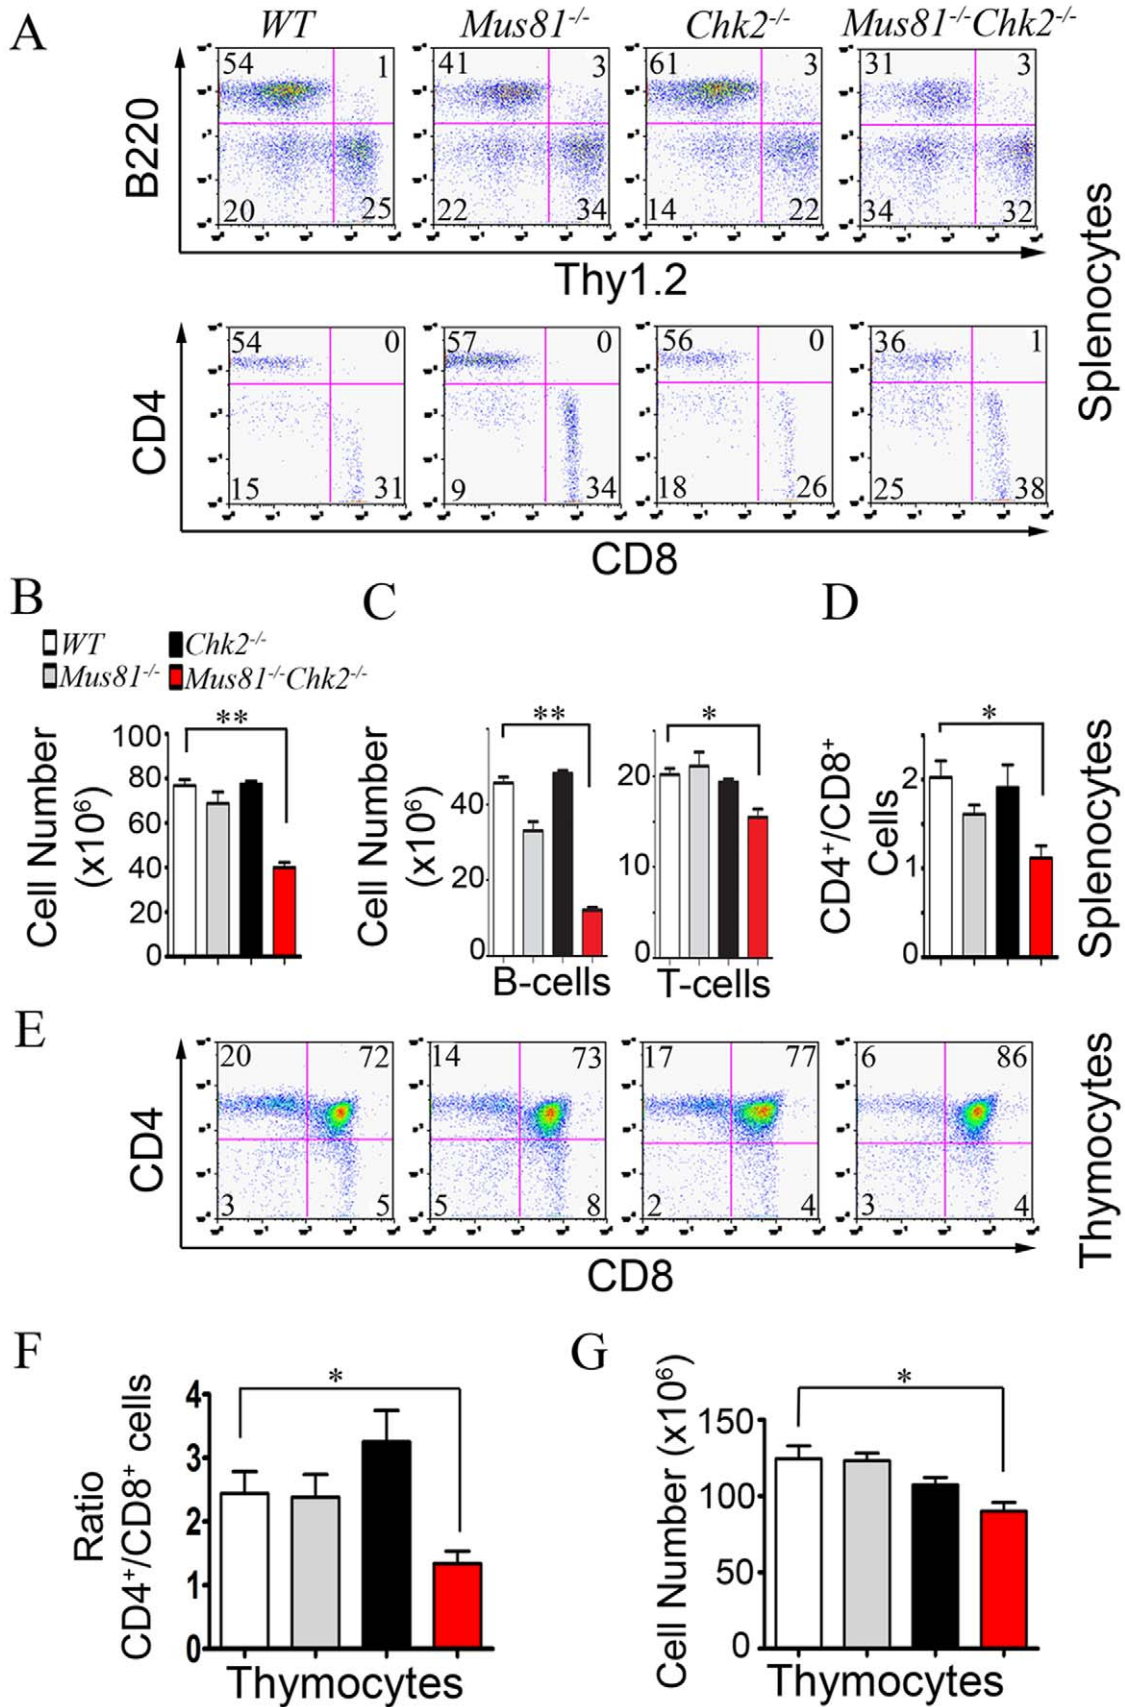 A
WT Mus81-/- Chk2-/- Mus81-/-Chk2-/-
54 1 41 3 61 3 31 3
B220
20 25 22 34 14 22 34 32
Thy1.2
Splenocytes
54 0 57 0 56 0 36 1
CD4
15 31 9 34 18 26 25 38
CD8
B C D
WT Chk2-/-
Mus81-/- Mus81-/-Chk2-/-
** ** * *
Cell Number
(x10⁶)
100
80
60
40
20
0
Cell Number
(x10⁶)
40
20
0
B-cells
20
10
0
T-cells
CD4⁺/CD8⁺
Cells
2
1
0
Splenocytes
E
20 72 14 73 17 77 6 86
CD4
3 5 5 8 2 4 3 4
CD8
Thymocytes
F
*
Ratio
CD4⁺/CD8⁺ cells
4
3
2
1
0
Thymocytes
G
*
Cell Number (x10⁶)
150
100
50
0
Thymocytes